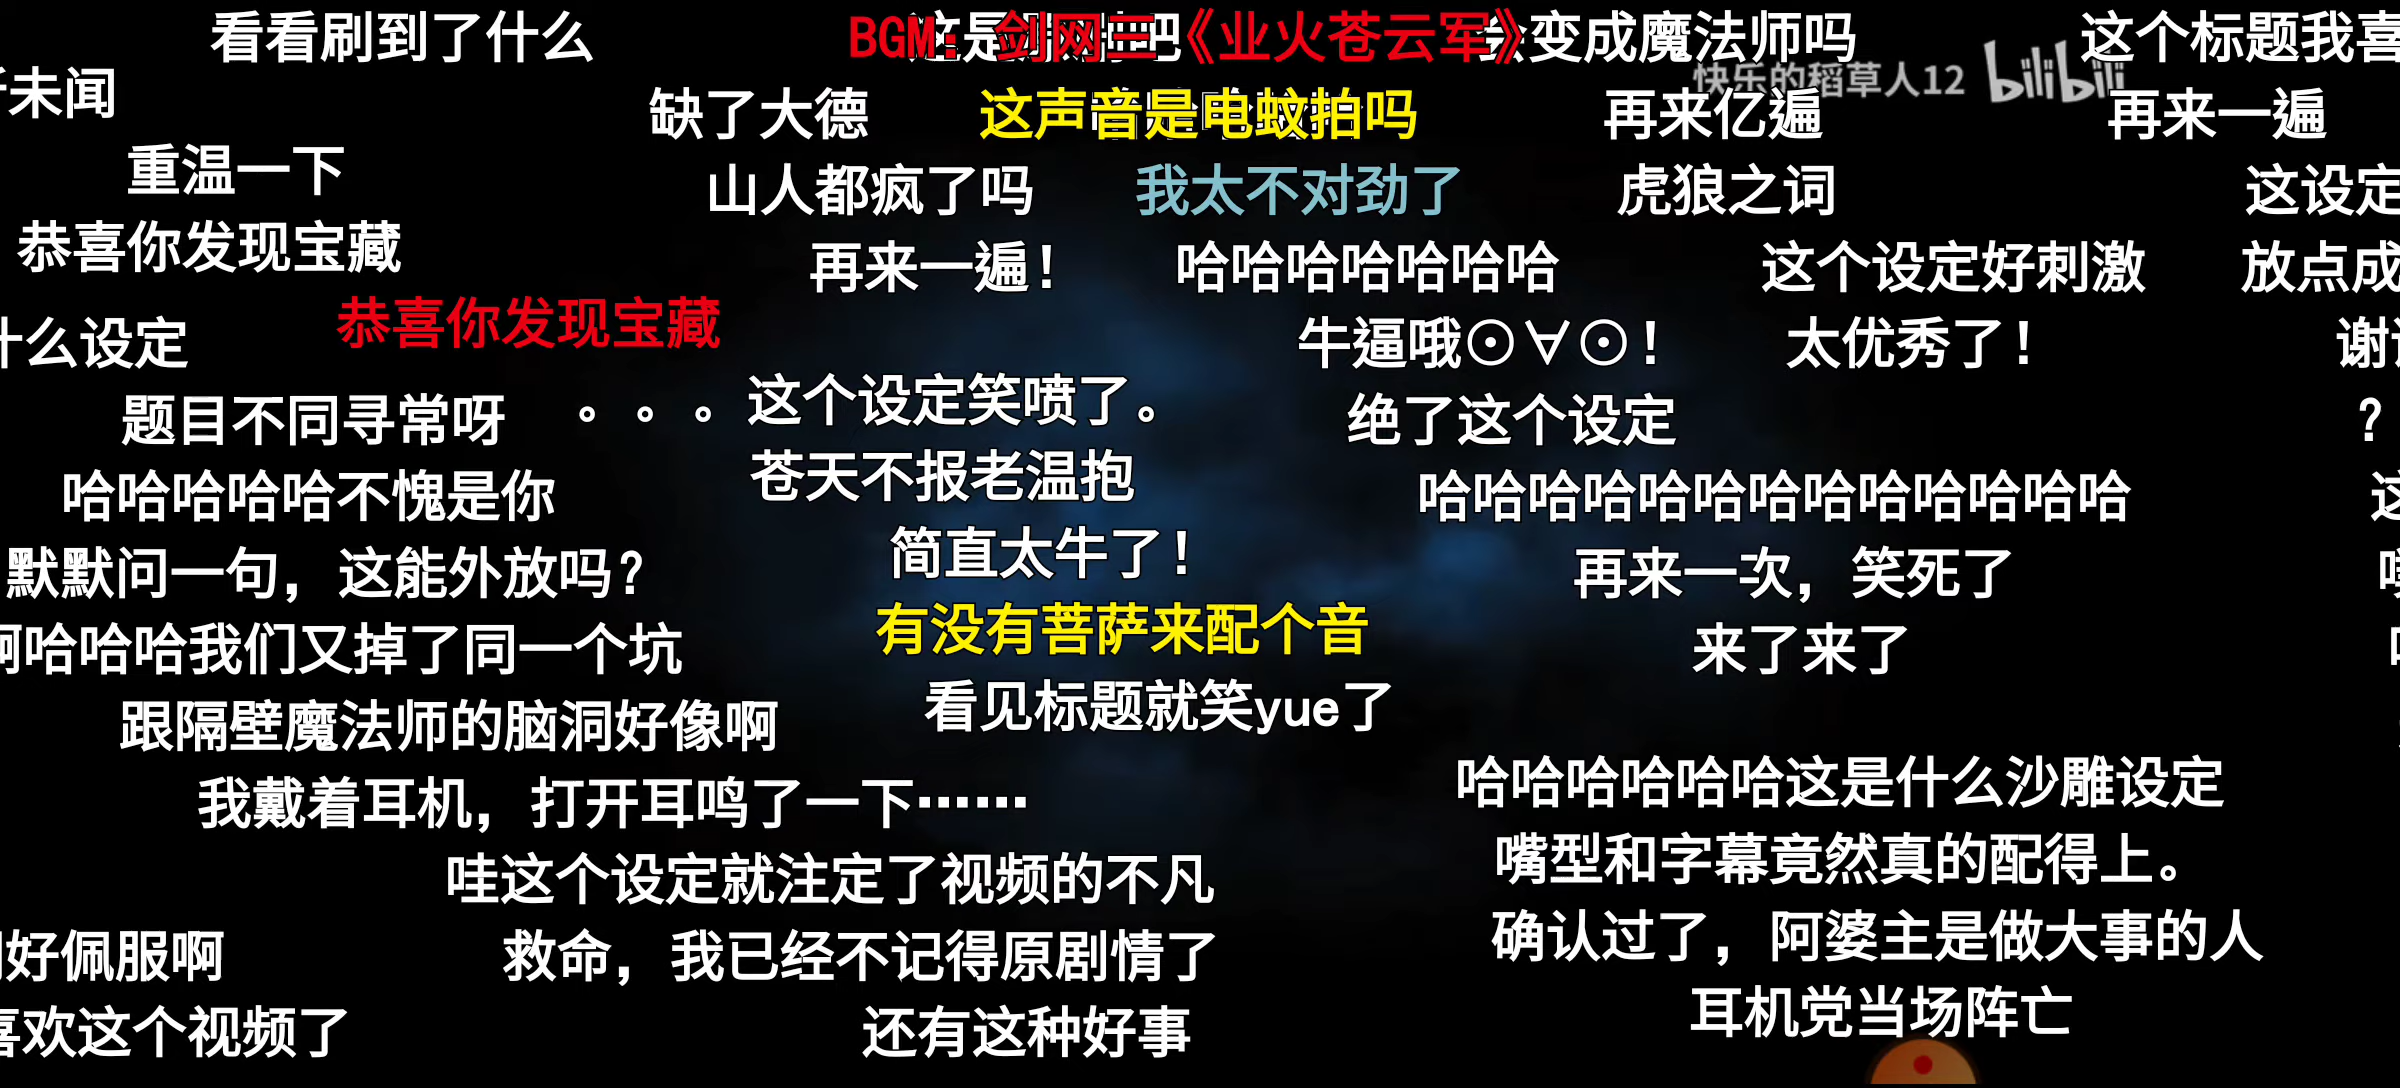 看看刷到了什么
BGM：剑网三《业火苍云军》
会变成魔法师吗
这个标题我喜
未闻
快乐的稻草人12
bilibili
缺了大德
这声音是电蚊拍吗
再来亿遍
再来一遍
重温一下
山人都疯了吗
我太不对劲了
虎狼之词
这设定
恭喜你发现宝藏
再来一遍！
哈哈哈哈哈哈哈
这个设定好刺激
放点成
什么设定
恭喜你发现宝藏
牛逼哦⊙∀⊙！
太优秀了！
谢
题目不同寻常呀
。。。
这个设定笑喷了。
绝了这个设定
？
哈哈哈哈哈不愧是你
苍天不报老温抱
哈哈哈哈哈哈哈哈哈哈哈哈哈
这
默默问一句，这能外放吗？
简直太牛了！
再来一次，笑死了
啊哈哈哈我们又掉了同一个坑
有没有菩萨来配个音
来了来了
跟隔壁魔法师的脑洞好像啊
看见标题就笑yue了
我戴着耳机，打开耳鸣了一下……
哈哈哈哈哈哈这是什么沙雕设定
哇这个设定就注定了视频的不凡
嘴型和字幕竟然真的配得上。
好佩服啊
救命，我已经不记得原剧情了
确认过了，阿婆主是做大事的人
喜欢这个视频了
还有这种好事
耳机党当场阵亡